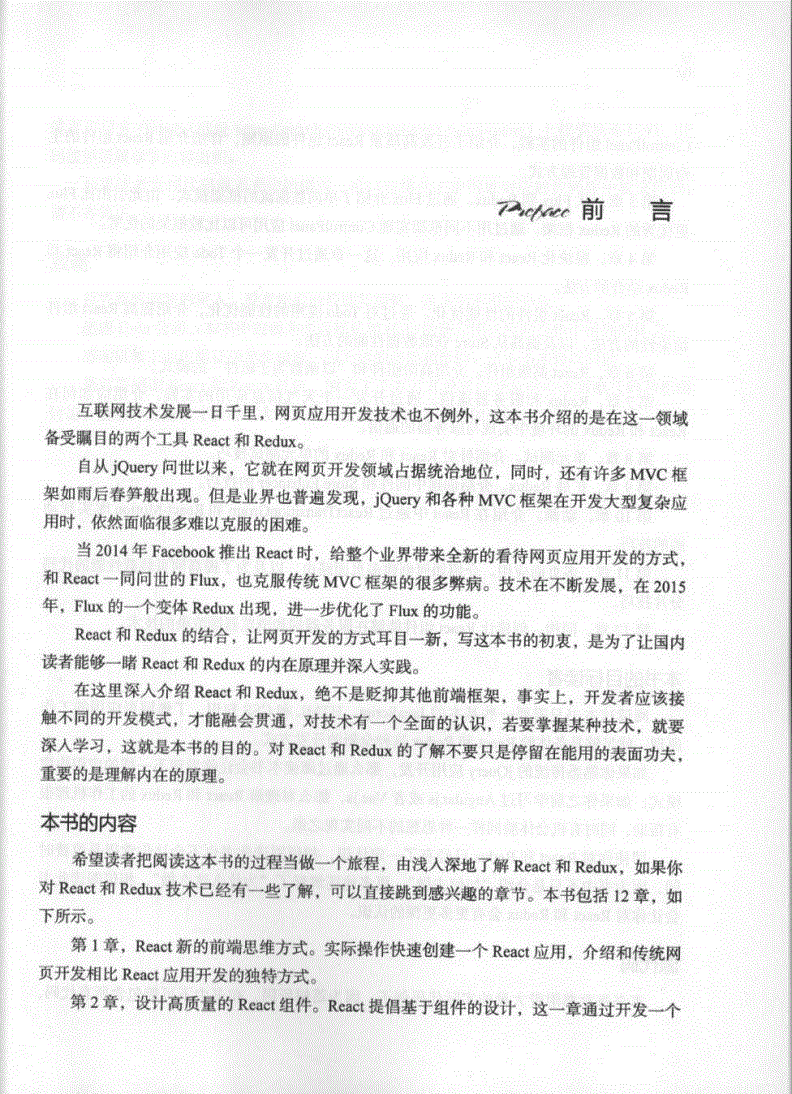 Preface 前 言
互联网技术发展一日千里，网页应用开发技术也不例外，这本书介绍的是在这一领域
备受瞩目的两个工具 React 和 Redux。
自从 jQuery 问世以来，它就在网页开发领域占据统治地位，同时，还有许多 MVC 框
架如雨后春笋般出现。但是业界也普遍发现，jQuery 和各种 MVC 框架在开发大型复杂应
用时，依然面临很多难以克服的困难。
当 2014 年 Facebook 推出 React 时，给整个业界带来全新的看待网页应用开发的方式，
和 React 一同问世的 Flux，也克服传统 MVC 框架的很多弊病。技术在不断发展，在 2015
年，Flux 的一个变体 Redux 出现，进一步优化了 Flux 的功能。
React 和 Redux 的结合，让网页开发的方式耳目一新，写这本书的初衷，是为了让国内
读者能够一睹 React 和 Redux 的内在原理并深入实践。
在这里深入介绍 React 和 Redux，绝不是贬抑其他前端框架，事实上，开发者应该接
触不同的开发模式，才能融会贯通，对技术有一个全面的认识，若要掌握某种技术，就要
深入学习，这就是本书的目的。对 React 和 Redux 的了解不要只是停留在能用的表面功夫，
重要的是理解内在的原理。
本书的内容
希望读者把阅读这本书的过程当做一个旅程，由浅入深地了解 React 和 Redux，如果你
对 React 和 Redux 技术已经有一些了解，可以直接跳到感兴趣的章节。本书包括 12 章，如
下所示。
第 1 章，React 新的前端思维方式。实际操作快速创建一个 React 应用，介绍和传统网
页开发相比 React 应用开发的独特方式。
第 2 章，设计高质量的 React 组件。React 提倡基于组件的设计，这一章通过开发一个